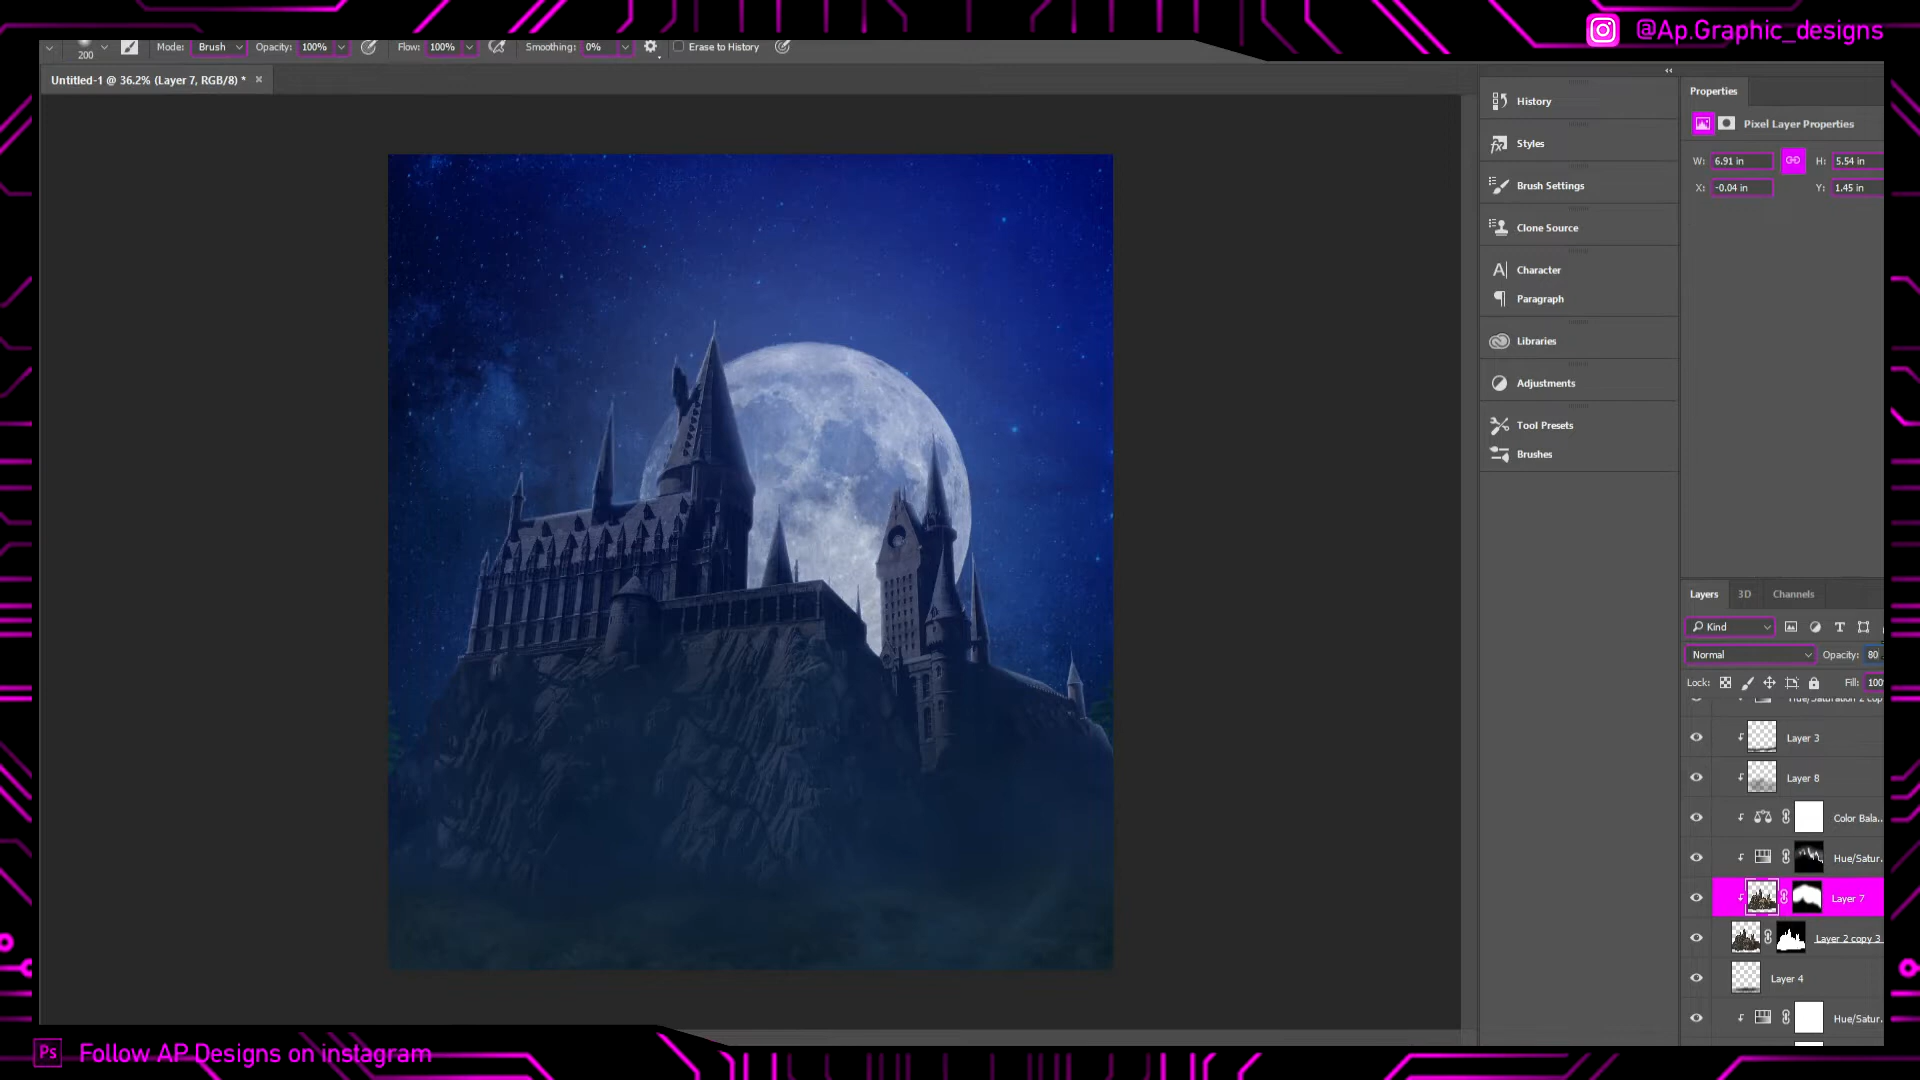 @Ap.Graphic_designs
200
Mode: Brush Opacity: 100% Flow: 100% Smoothing: 0% Erase to History
Untitled-1 @ 36.2% (Layer 7, RGB/8) *
History
Styles
Brush Settings
Clone Source
Character
Paragraph
Libraries
Adjustments
Tool Presets
Brushes
Properties
Pixel Layer Properties
W: 6.91 in H: 5.54 in
X: -0.04 in Y: 1.45 in
Layers 3D Channels
Kind
Normal Opacity: 80
Lock: Fill: 100
Layer 3
Layer 8
Color Bala..
Hue/Satur.
Layer 7
Layer 2 copy 3
Layer 4
Hue/Satur.
Ps Follow AP Designs on instagram